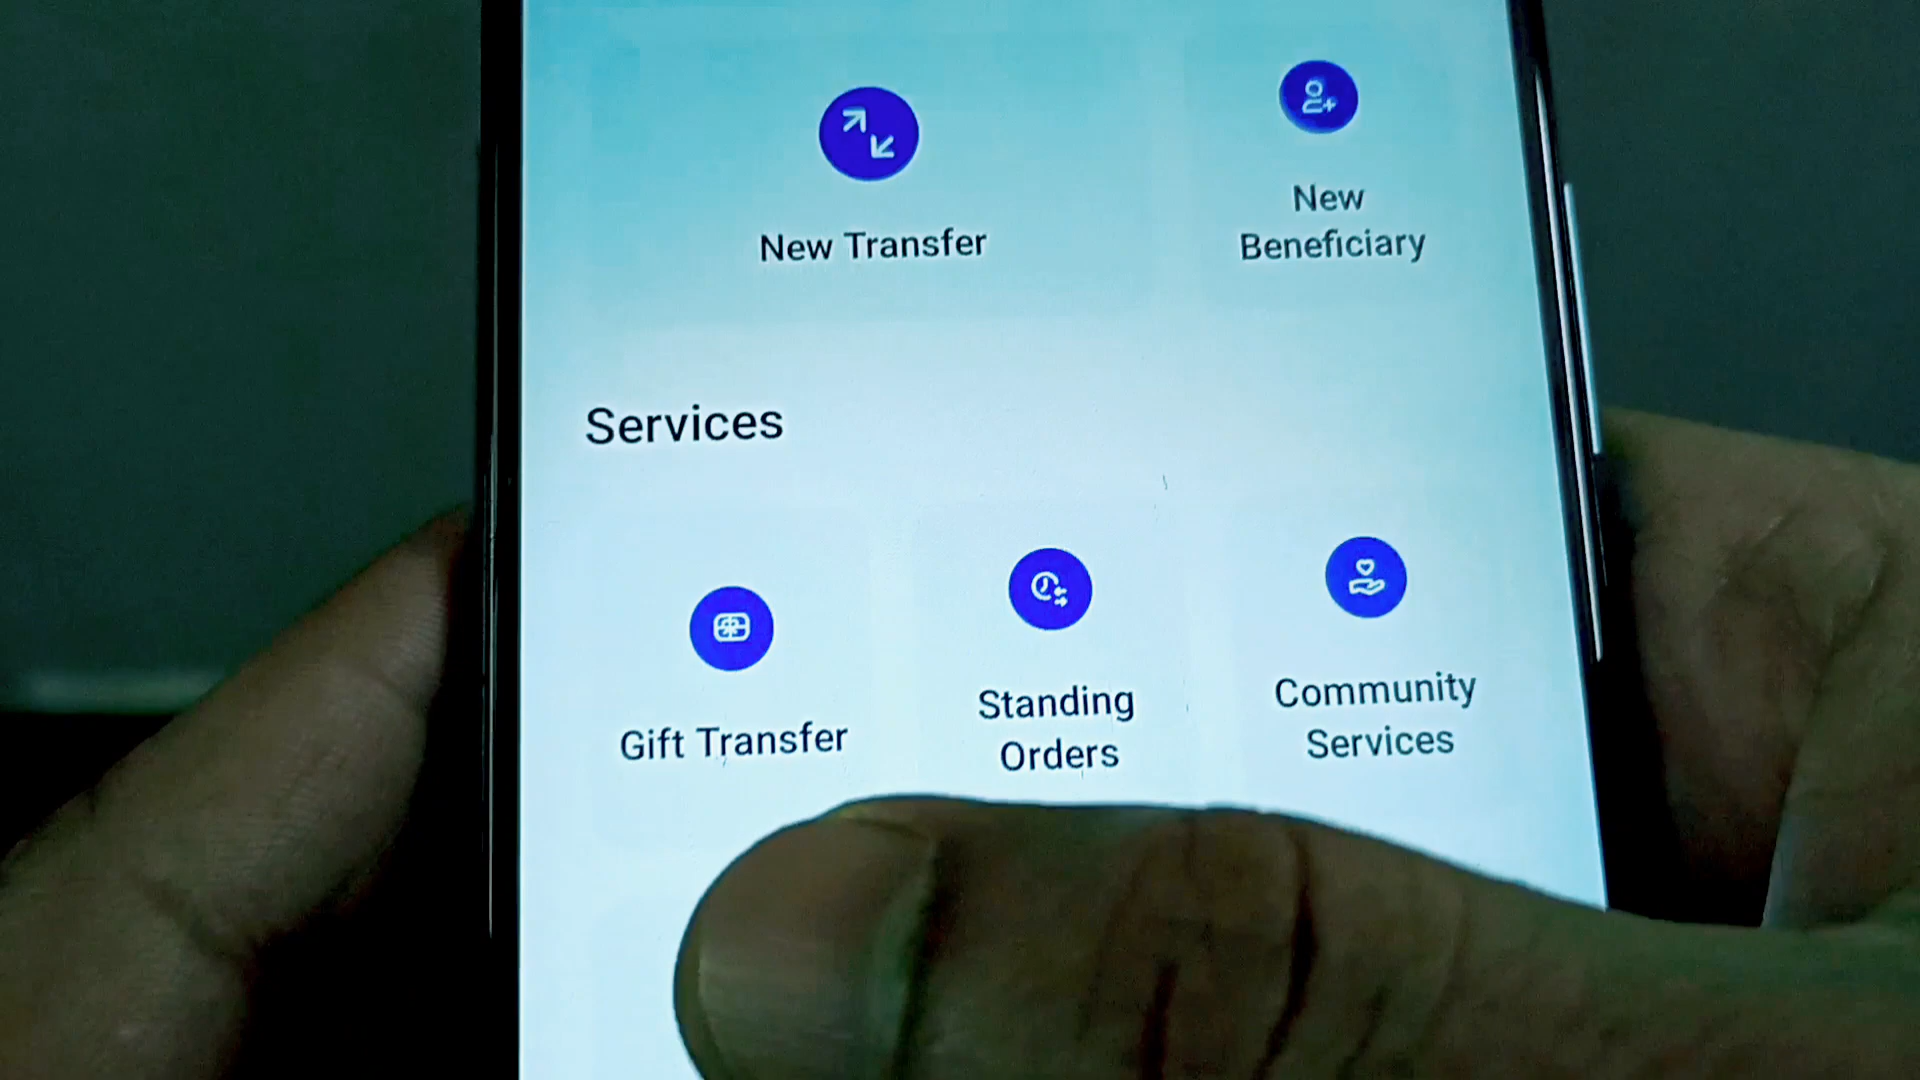 New Transfer
New
Beneficiary
Services
Gift Transfer
Standing
Orders
Community
Services